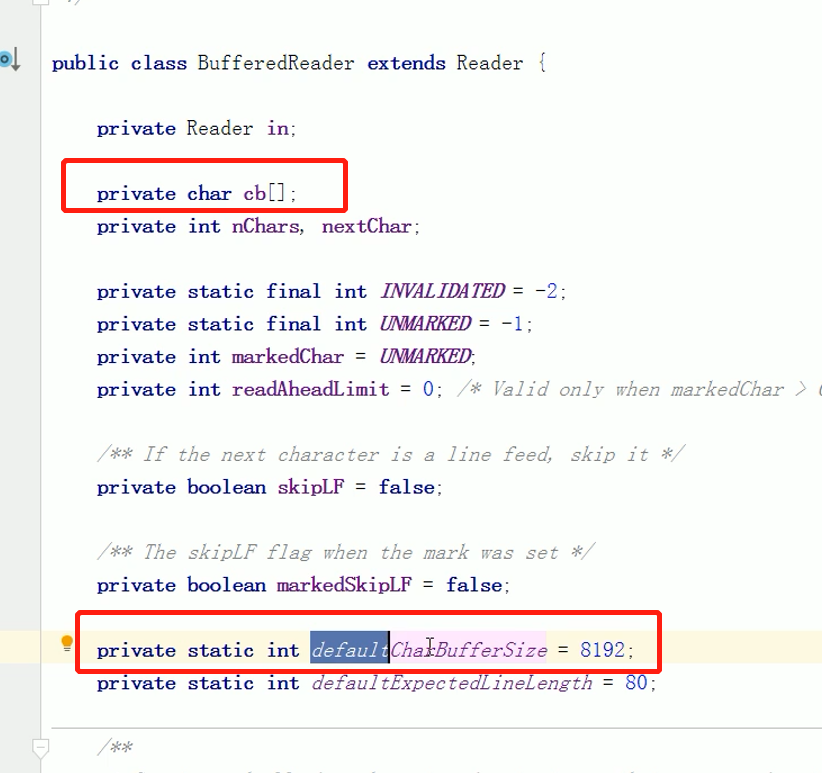 */
public class BufferedReader extends Reader {
private Reader in;
private char cb[];
private int nChars, nextChar;
private static final int INVALIDATED = -2;
private static final int UNMARKED = -1;
private int markedChar = UNMARKED;
private int readAheadLimit = 0; /* Valid only when markedChar >
/** If the next character is a line feed, skip it */
private boolean skipLF = false;
/** The skipLF flag when the mark was set */
private boolean markedSkipLF = false;
private static int defaultCharBufferSize = 8192;
private static int defaultExpectedLineLength = 80;
/**